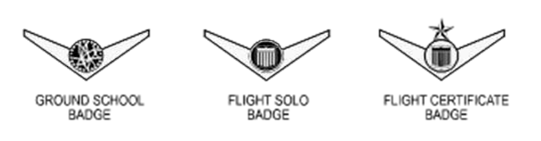 GROUND SCHOOL
BADGE
FLIGHT SOLO
BADGE
FLIGHT CERTIFICATE
BADGE